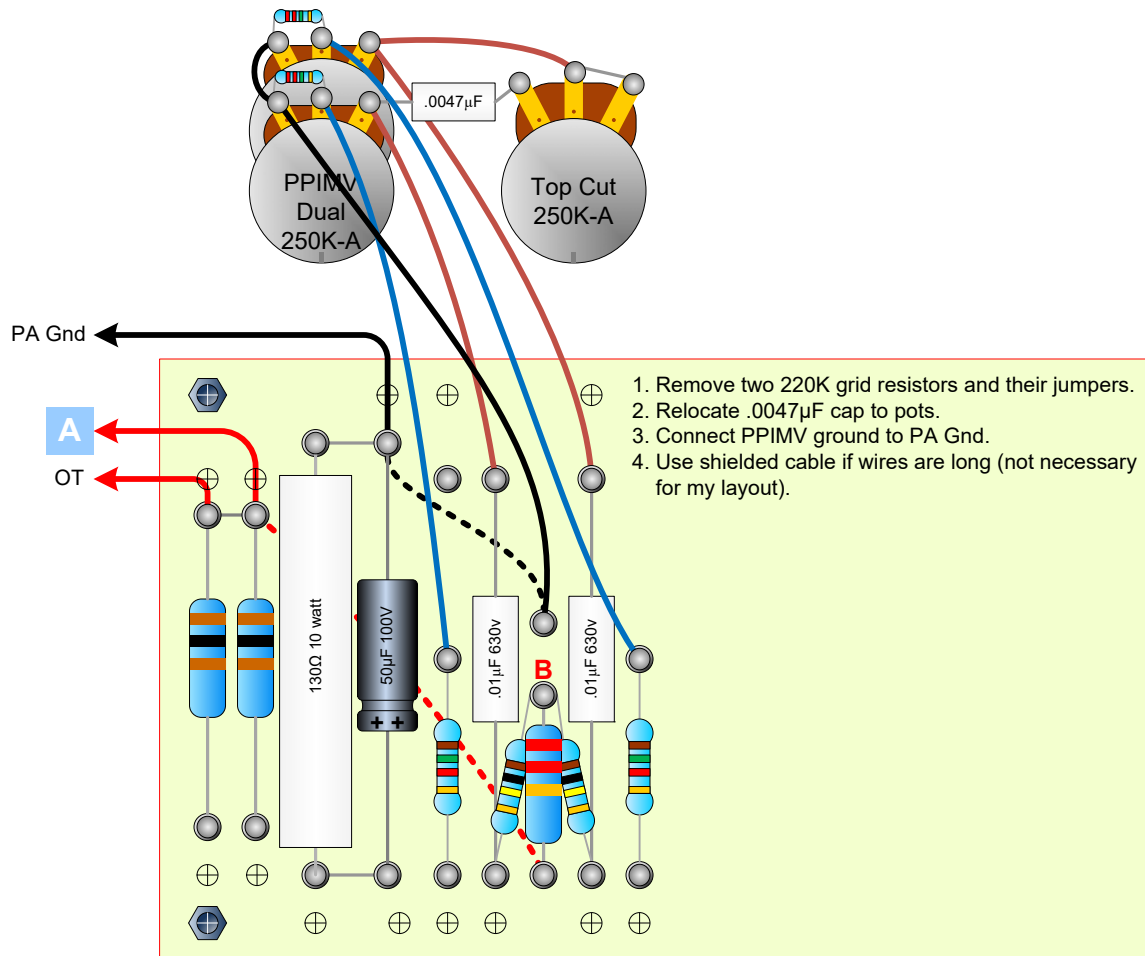 .0047µF
PPIMV
Dual
250K-A
Top Cut
250K-A
PA Gnd
A
OT
1. Remove two 220K grid resistors and their jumpers.
2. Relocate .0047µF cap to pots.
3. Connect PPIMV ground to PA Gnd.
4. Use shielded cable if wires are long (not necessary
for my layout).
130Ω 10 watt
50µF 100V
++
.01µF 630v
B
.01µF 630v